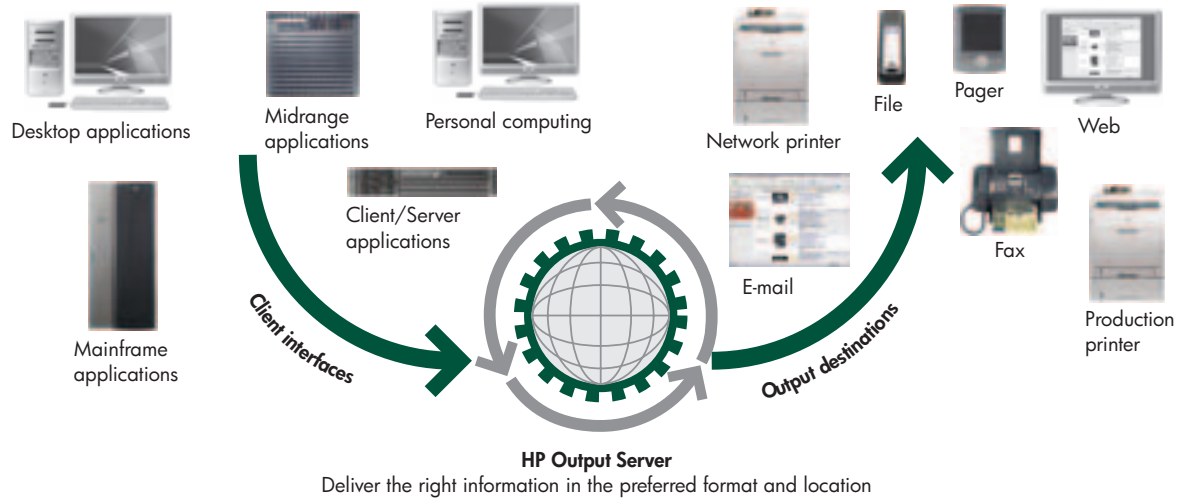 Desktop applications
Midrange
applications
Personal computing
Client/Server
applications
Mainframe
applications
Client interfaces
Network printer
File
Pager
Web
E-mail
Fax
Production
printer
Output destinations
HP Output Server
Deliver the right information in the preferred format and location